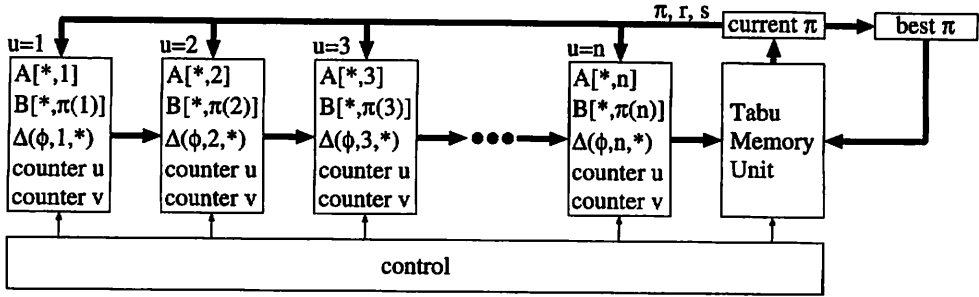 π, r, s
current π
best π
u=1
A[*,1]
B[*,π(1)]
Δ(ϕ,1,*)
counter u
counter v
u=2
A[*,2]
B[*,π(2)]
Δ(ϕ,2,*)
counter u
counter v
u=3
A[*,3]
B[*,π(3)]
Δ(ϕ,3,*)
counter u
counter v
u=n
A[*,n]
B[*,π(n)]
Δ(ϕ,n,*)
counter u
counter v
Tabu
Memory
Unit
control